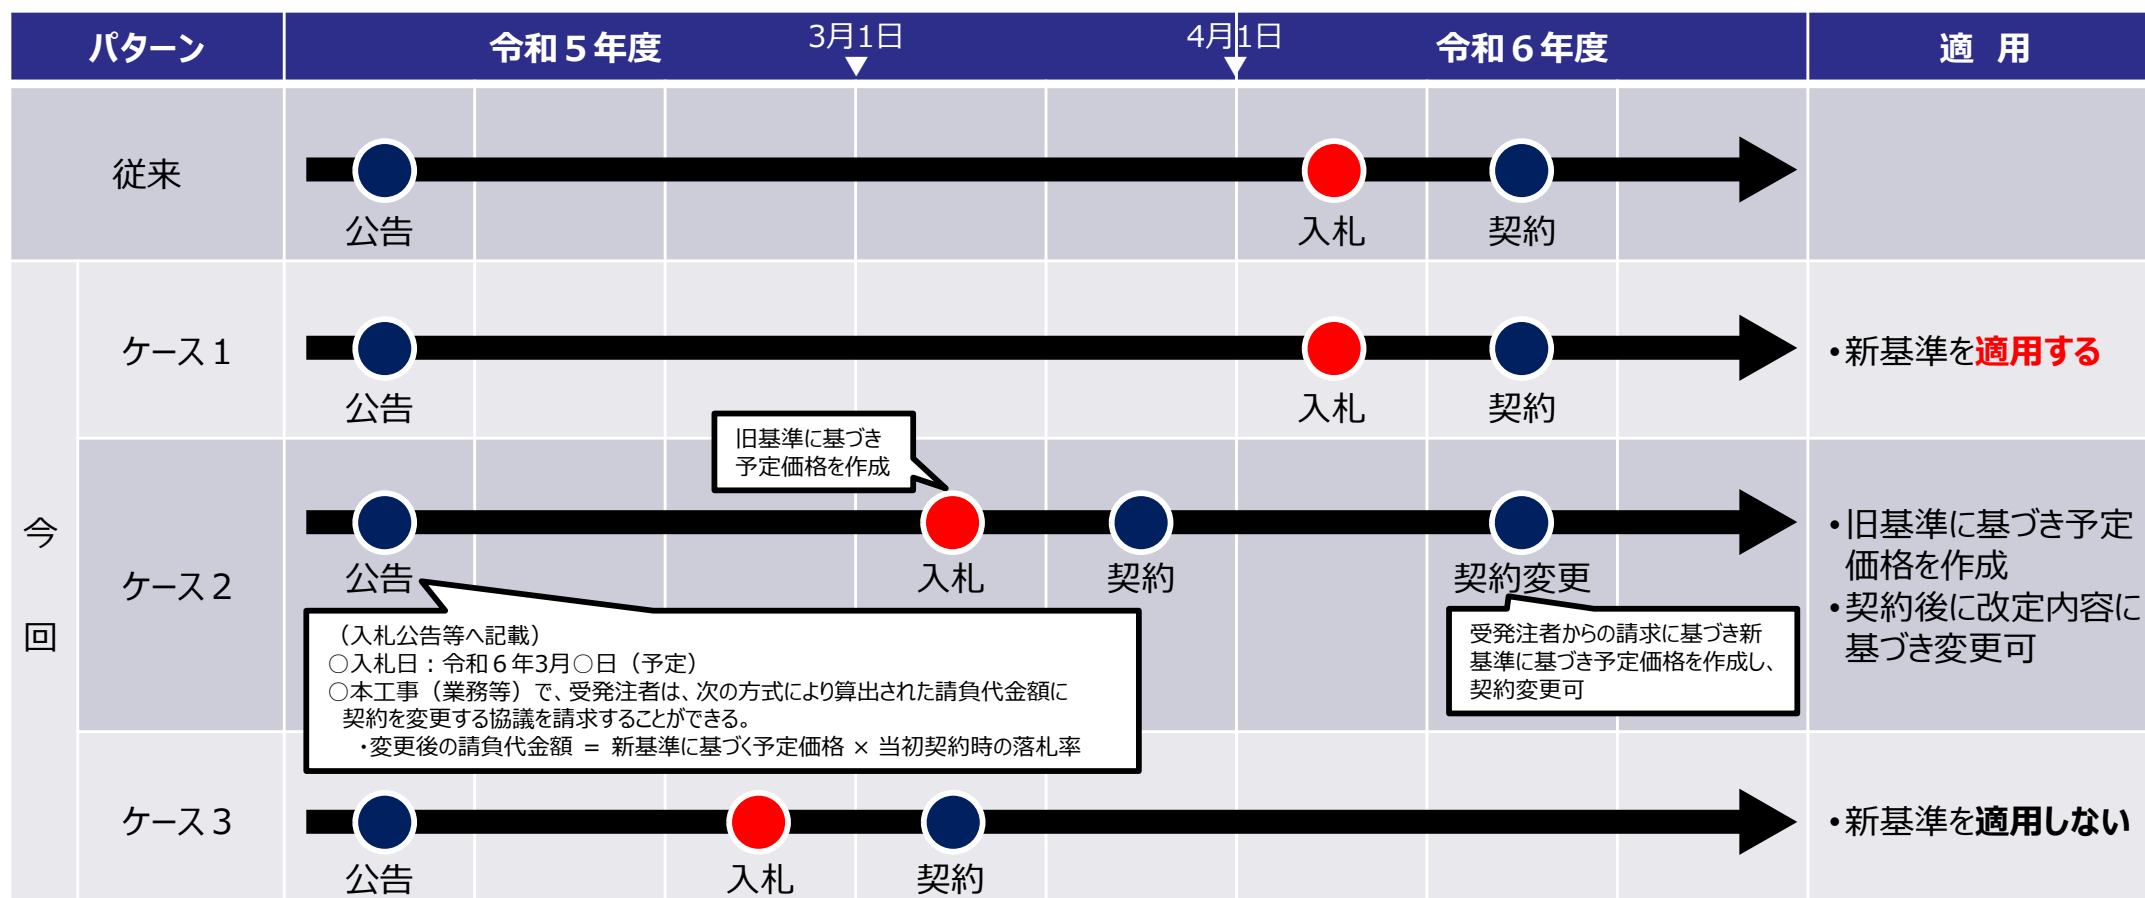 パターン
令和５年度
3月1日
4月1日
令和６年度
適 用
従来
公告
入札
契約
今回
ケース１
公告
入札
契約
・新基準を適用する
ケース２
旧基準に基づき
予定価格を作成
公告
入札
契約
契約変更
（入札公告等へ記載）
○入札日：令和６年3月○日（予定）
○本工事（業務等）で、受発注者は、次の方式により算出された請負代金額に
契約を変更する協議を請求することができる。
・変更後の請負代金額 ＝ 新基準に基づく予定価格 × 当初契約時の落札率
受発注者からの請求に基づき新
基準に基づき予定価格を作成し、
契約変更可
・旧基準に基づき予定
価格を作成
・契約後に改定内容に
基づき変更可
ケース３
公告
入札
契約
・新基準を適用しない